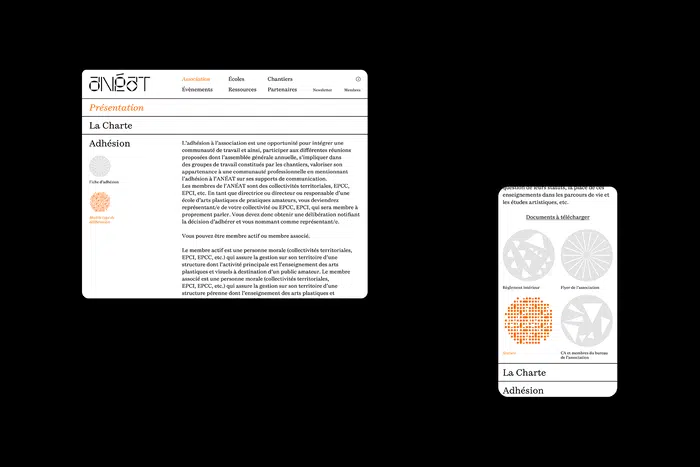 aNéaT
Association
Écoles
Chantiers
Évènements
Ressources
Partenaires
Newsletter
Membres
Présentation
La Charte
Adhésion
Fiche d'adhésion
L'adhésion à l'association est une opportunité pour intégrer une
communauté de travail et ainsi, participer aux différentes réunions
proposées dont l'assemblée générale annuelle, s'impliquer dans
des groupes de travail constitués par les chantiers, valoriser son
appartenance à une communauté professionnelle en mentionnant
l'adhésion à l'ANÉAT sur ses supports de communication.
Les membres de l'ANÉAT sont des collectivités territoriales, EPCC,
EPCI, etc. En tant que directrice ou directeur ou responsable d'une
école d'arts plastiques de pratiques amateurs, vous deviendrez
représentant/e de votre collectivité ou EPCC, EPCI, qui sera membre à
proprement parler. Vous devez donc obtenir une délibération notifiant
la décision d'adhérer et vous nommant comme représentant/e.
Vous pouvez être membre actif ou membre associé.
Le membre actif est une personne morale (collectivités territoriales,
EPCI, EPCC, etc.) qui assure la gestion sur son territoire d'une
structure dont l'activité principale est l'enseignement des arts
plastiques et visuels à destination d'un public amateur. Le membre
associé est une personne morale (collectivités territoriales,
EPCI, EPCC, etc.) qui assure la gestion sur son territoire d'une
structure pérenne dont l'enseignement des arts plastiques et
question de leurs statuts, la place de ces
enseignements dans les parcours de vie et
les études artistiques, etc.
Documents à télécharger
Règlement intérieur
Flyer de l'association
CA et membres du bureau
de l'association
La Charte
Adhésion